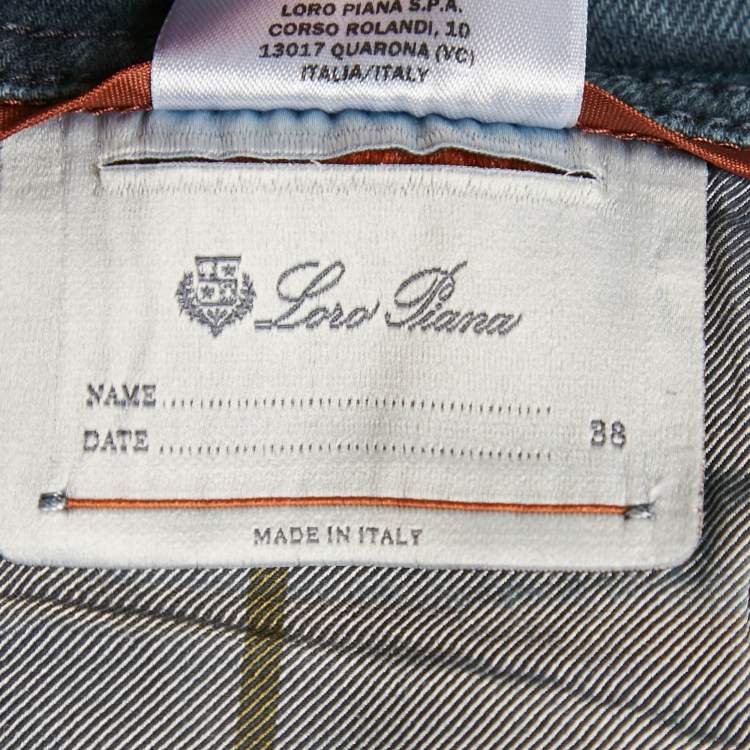 LORO PIANA S.P.A.
CORSO ROLANDI, 10
13017 QUARONA (VC)
ITALIA/ITALY
Loro Piana
NAME
DATE 38
MADE IN ITALY